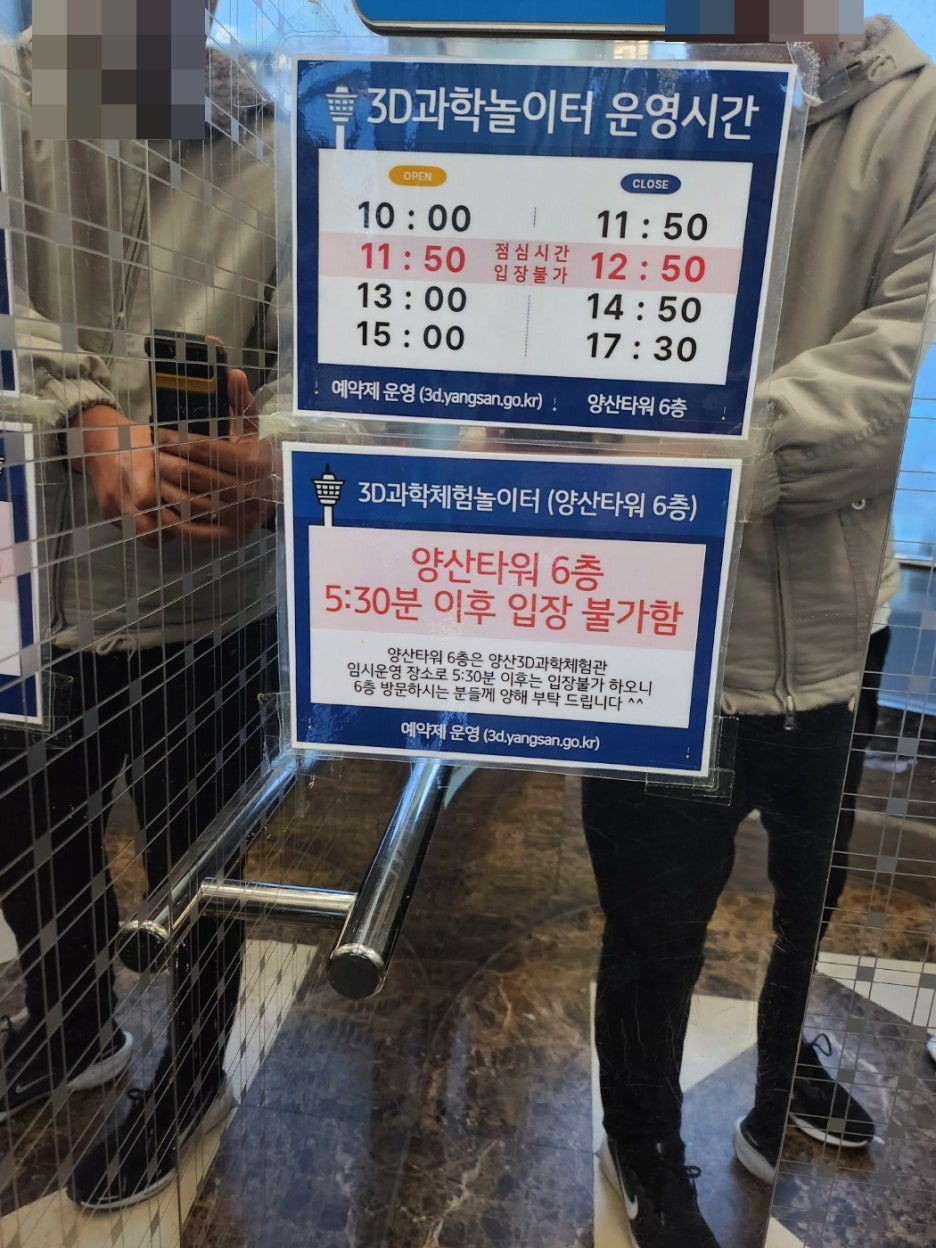 3D과학놀이터 운영시간
OPEN CLOSE
10 : 00 11 : 50
11 : 50 점심시간 입장불가 12 : 50
13 : 00 14 : 50
15 : 00 17 : 30
예약제 운영 (3d.yangsan.go.kr) 양산타워 6층
3D과학체험놀이터 (양산타워 6층)
양산타워 6층
5:30분 이후 입장 불가함
양산타워 6층은 양산3D과학체험관
임시운영 장소로 5:30분 이후는 입장불가 하오니
6층 방문하시는 분들께 양해 부탁 드립니다 ^^
예약제 운영 (3d.yangsan.go.kr)